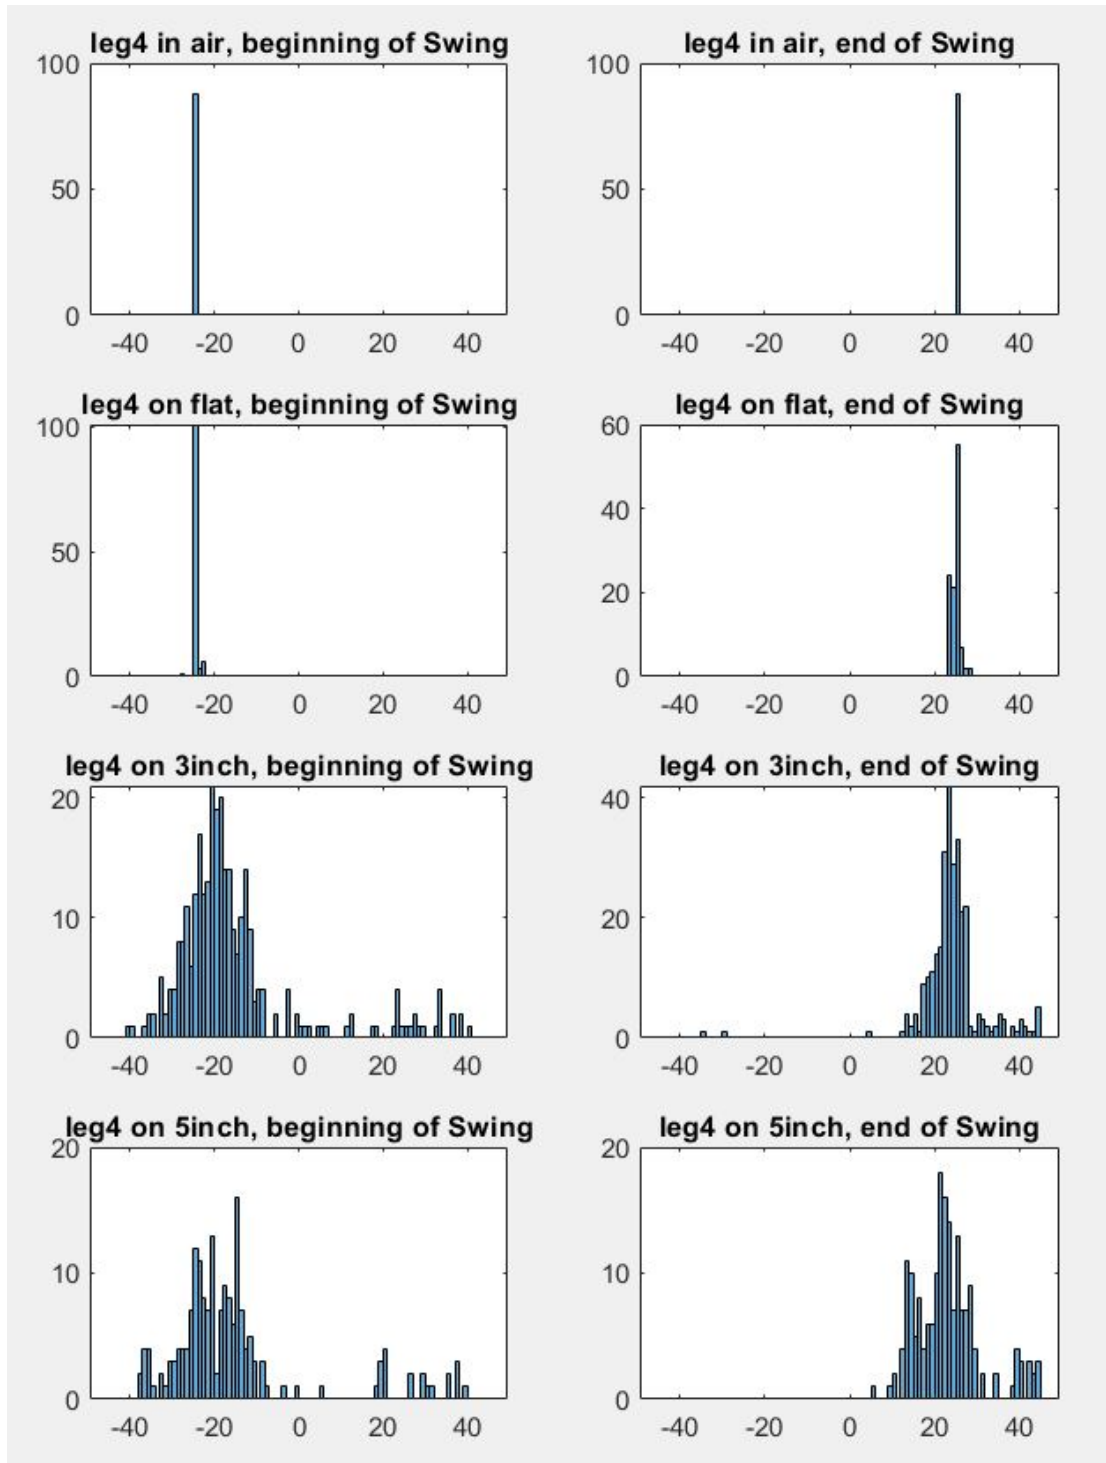 leg4 in air, beginning of Swing
100
50
0
-40 -20 0 20 40
leg4 in air, end of Swing
100
50
0
-40 -20 0 20 40
leg4 on flat, beginning of Swing
100
50
0
-40 -20 0 20 40
leg4 on flat, end of Swing
60
40
20
0
-40 -20 0 20 40
leg4 on 3inch, beginning of Swing
20
10
0
-40 -20 0 20 40
leg4 on 3inch, end of Swing
40
20
0
-40 -20 0 20 40
leg4 on 5inch, beginning of Swing
20
10
0
-40 -20 0 20 40
leg4 on 5inch, end of Swing
20
10
0
-40 -20 0 20 40